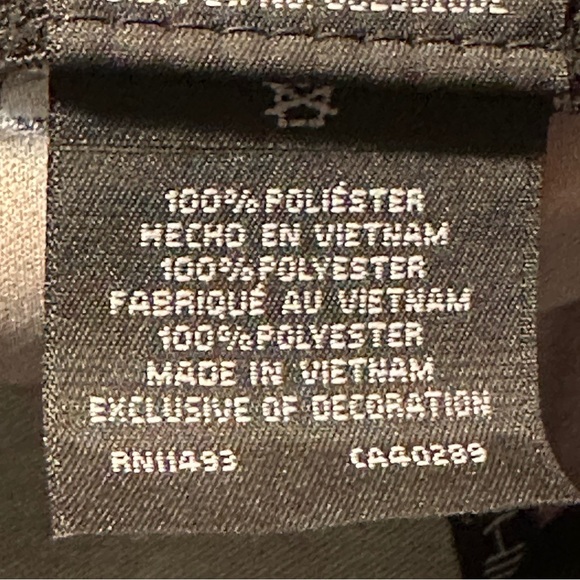 100% POLIÉSTER
HECHO EN VIETNAM
100% POLYESTER
FABRIQUÉ AU VIETNAM
100% POLYESTER
MADE IN VIETNAM
EXCLUSIVE OF DECORATION
RN11493 CA40289